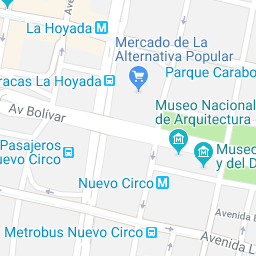 La Hoyada
Mercado de La
Alternativa Popular
Parque Carabo
racas La Hoyada
Av Bolívar
Museo Nacional
de Arquitectura
Pasajeros
uevo Circo
Museo
y del D
Nuevo Circo
Avenida
Metrobus Nuevo Circo
Avenida L